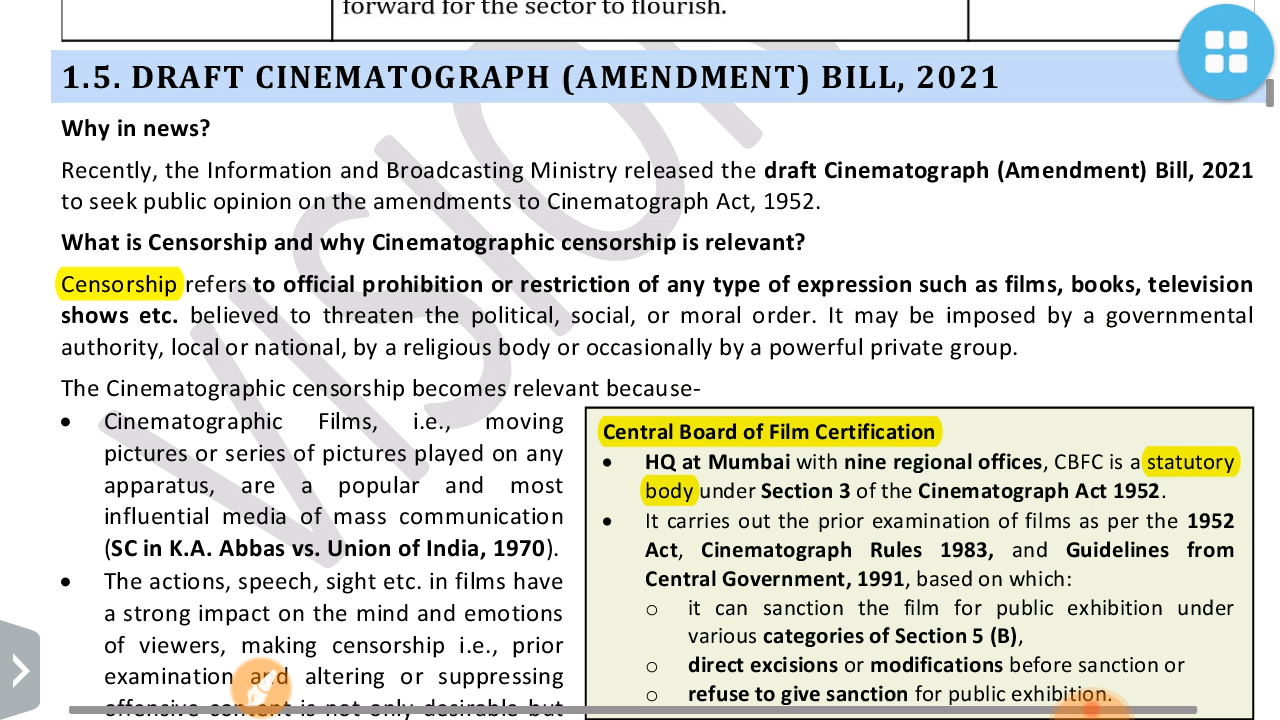 forward for the sector to flourish.
1.5. DRAFT CINEMATOGRAPH (AMENDMENT) BILL, 2021
Why in news?
Recently, the Information and Broadcasting Ministry released the draft Cinematograph (Amendment) Bill, 2021
to seek public opinion on the amendments to Cinematograph Act, 1952.
What is Censorship and why Cinematographic censorship is relevant?
Censorship refers to official prohibition or restriction of any type of expression such as films, books, television
shows etc. believed to threaten the political, social, or moral order. It may be imposed by a governmental
authority, local or national, by a religious body or occasionally by a powerful private group.
The Cinematographic censorship becomes relevant because-
• Cinematographic Films, i.e., moving
pictures or series of pictures played on any
apparatus, are a popular and most
influential media of mass communication
(SC in K.A. Abbas vs. Union of India, 1970).
• The actions, speech, sight etc. in films have
a strong impact on the mind and emotions
of viewers, making censorship i.e., prior
examination and altering or suppressing
offensive content is not only desirable but
Central Board of Film Certification
• HQ at Mumbai with nine regional offices, CBFC is a statutory
body under Section 3 of the Cinematograph Act 1952.
• It carries out the prior examination of films as per the 1952
Act, Cinematograph Rules 1983, and Guidelines from
Central Government, 1991, based on which:
o it can sanction the film for public exhibition under
various categories of Section 5 (B),
o direct excisions or modifications before sanction or
o refuse to give sanction for public exhibition.
VISION